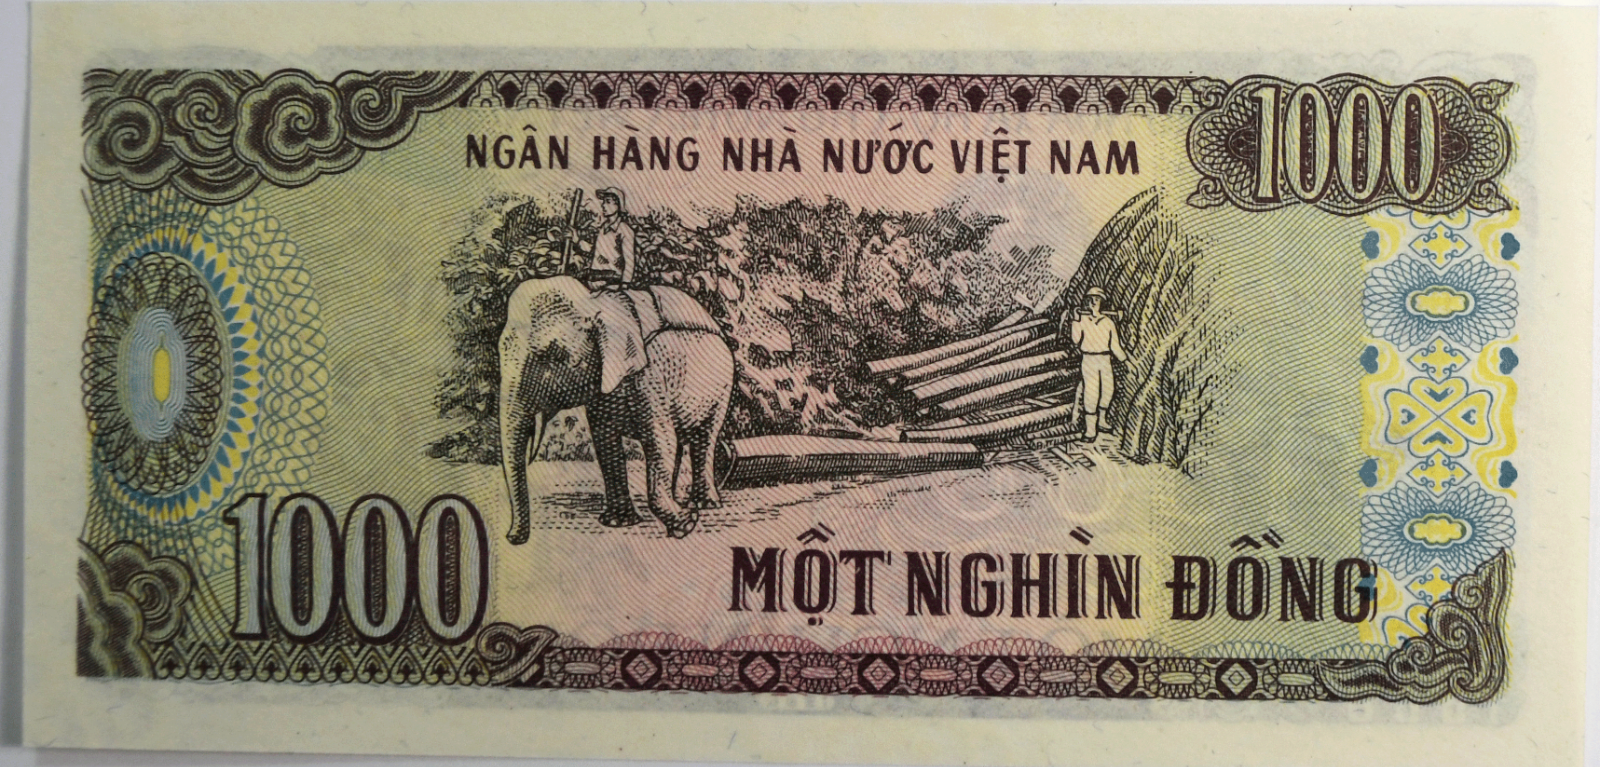 NGÂN HÀNG NHÀ NƯỚC VIỆT NAM
1000
1000
MỘT NGHÌN ĐỒNG